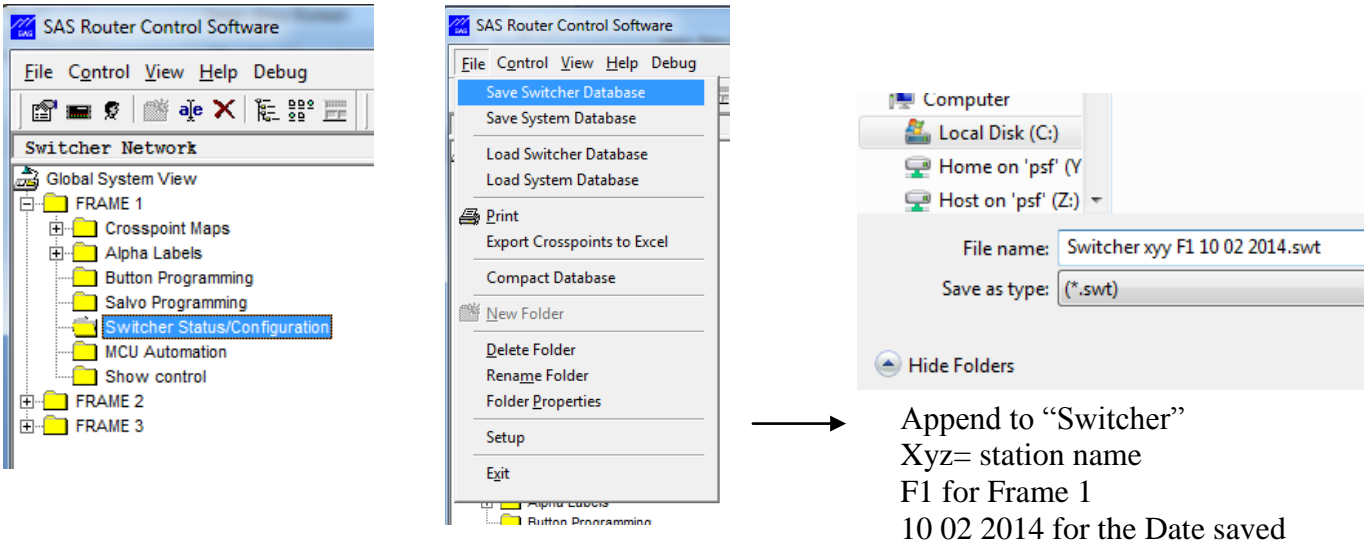 SAS Router Control Software
File Control View Help Debug
Switcher Network
Global System View
FRAME 1
Crosspoint Maps
Alpha Labels
Button Programming
Salvo Programming
Switcher Status/Configuration
MCU Automation
Show control
FRAME 2
FRAME 3
SAS Router Control Software
File Control View Help Debug
Save Switcher Database
Save System Database
Load Switcher Database
Load System Database
Print
Export Crosspoints to Excel
Compact Database
New Folder
Delete Folder
Rename Folder
Folder Properties
Setup
Exit
Alpha Labels
Button Programming
Computer
Local Disk (C:)
Home on 'psf' (Y
Host on 'psf' (Z:)
File name: Switcher xyy F1 10 02 2014.swt
Save as type: (*.swt)
Hide Folders
Append to “Switcher”
Xyz= station name
F1 for Frame 1
10 02 2014 for the Date saved